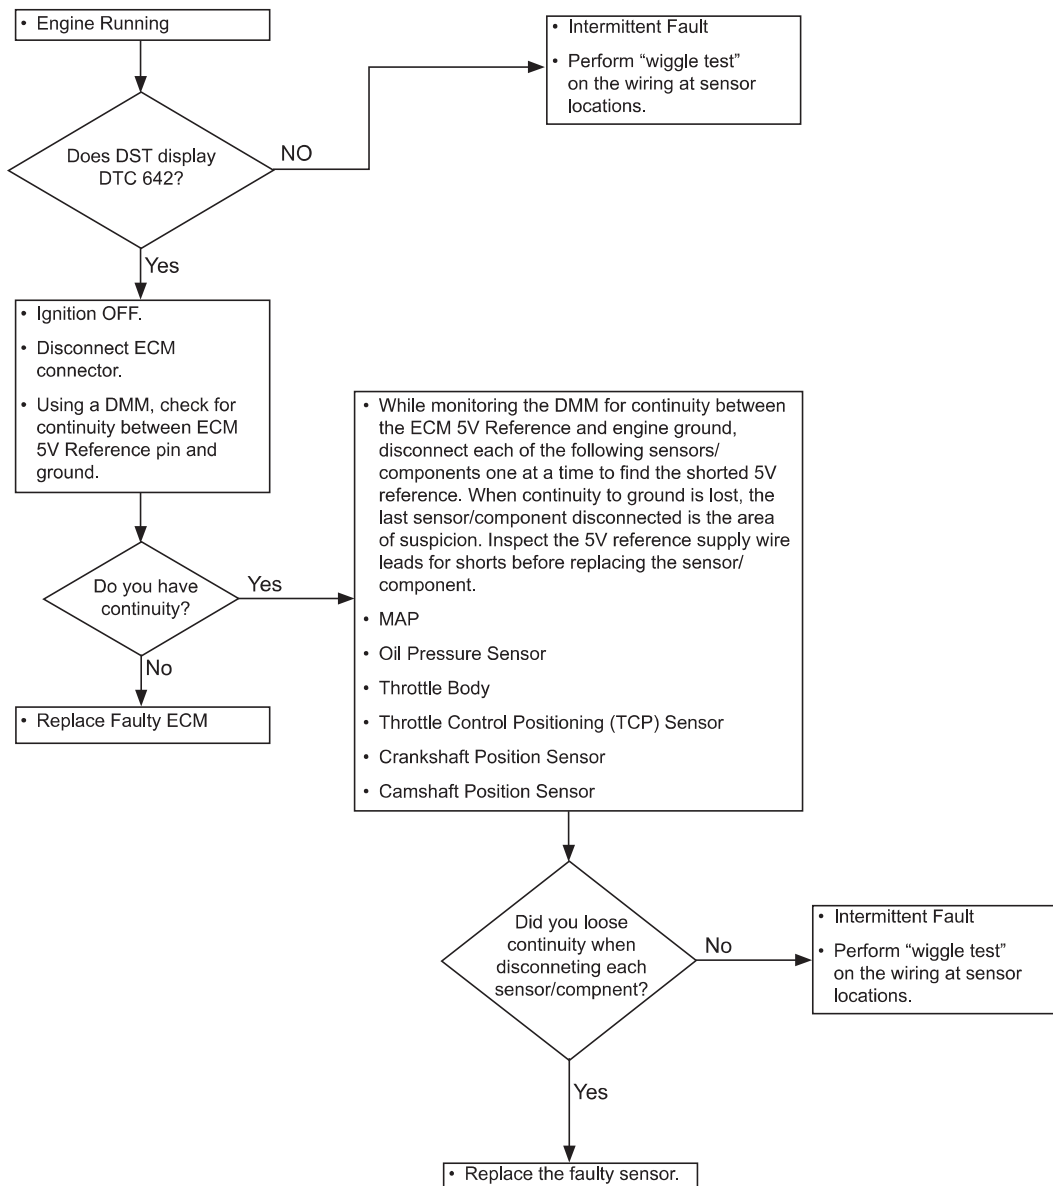 • Engine Running
Does DST display
DTC 642?
NO
• Intermittent Fault
• Perform “wiggle test”
on the wiring at sensor
locations.
Yes
• Ignition OFF.
• Disconnect ECM
connector.
• Using a DMM, check for
continuity between ECM
5V Reference pin and
ground.
Do you have
continuity?
Yes
No
• Replace Faulty ECM
• While monitoring the DMM for continuity between
the ECM 5V Reference and engine ground,
disconnect each of the following sensors/
components one at a time to find the shorted 5V
reference. When continuity to ground is lost, the
last sensor/component disconnected is the area
of suspicion. Inspect the 5V reference supply wire
leads for shorts before replacing the sensor/
component.
• MAP
• Oil Pressure Sensor
• Throttle Body
• Throttle Control Positioning (TCP) Sensor
• Crankshaft Position Sensor
• Camshaft Position Sensor
Did you loose
continuity when
disconneting each
sensor/compnent?
No
• Intermittent Fault
• Perform “wiggle test”
on the wiring at sensor
locations.
Yes
• Replace the faulty sensor.